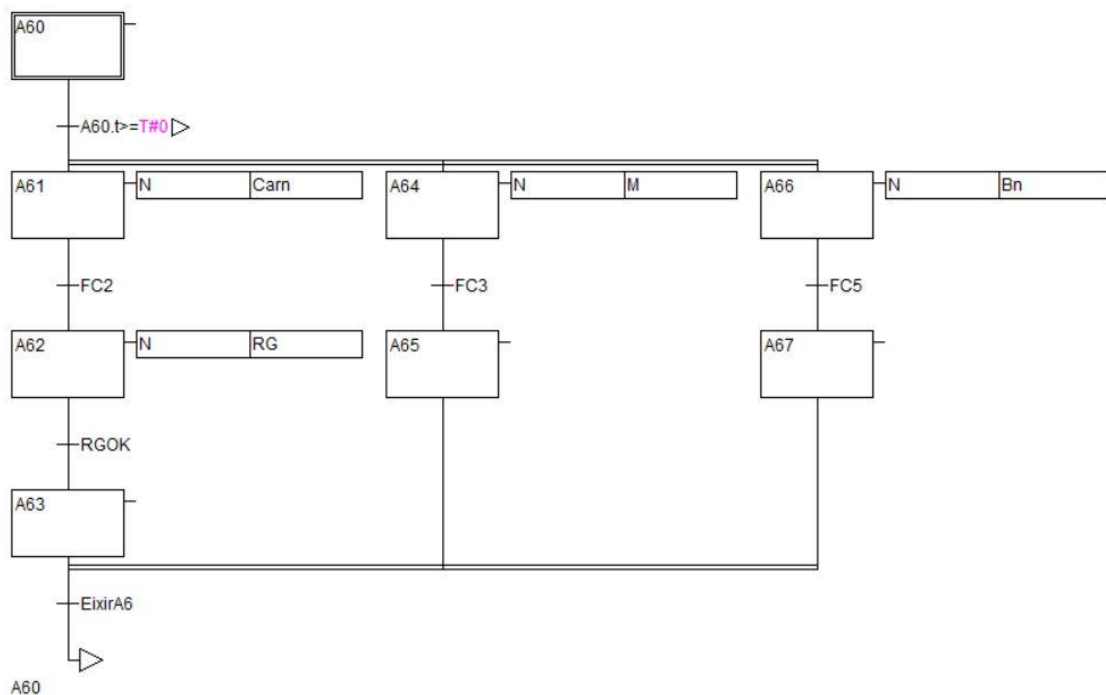 A60
A60.t>=T#0
A61 N Carn A64 N M A66 N Bn
FC2 FC3 FC5
A62 N RG A65 A67
RGOK
A63
EixirA6
A60